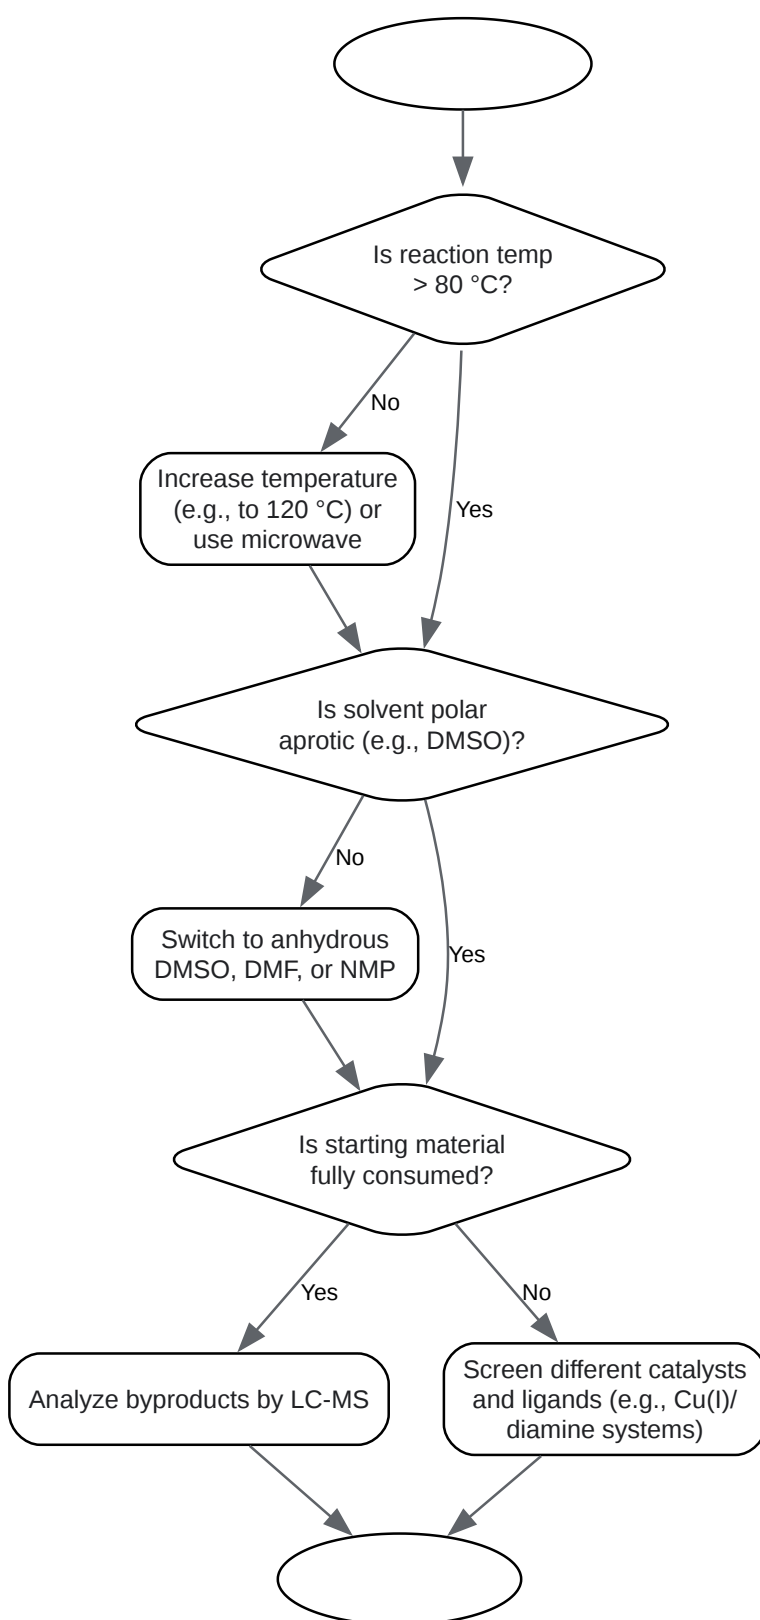 Is reaction temp
> 80 °C?
No
Increase temperature
(e.g., to 120 °C) or
use microwave
Yes
Is solvent polar
aprotic (e.g., DMSO)?
No
Switch to anhydrous
DMSO, DMF, or NMP
Yes
Is starting material
fully consumed?
Yes
No
Analyze byproducts by LC-MS
Screen different catalysts
and ligands (e.g., Cu(I)/
diamine systems)